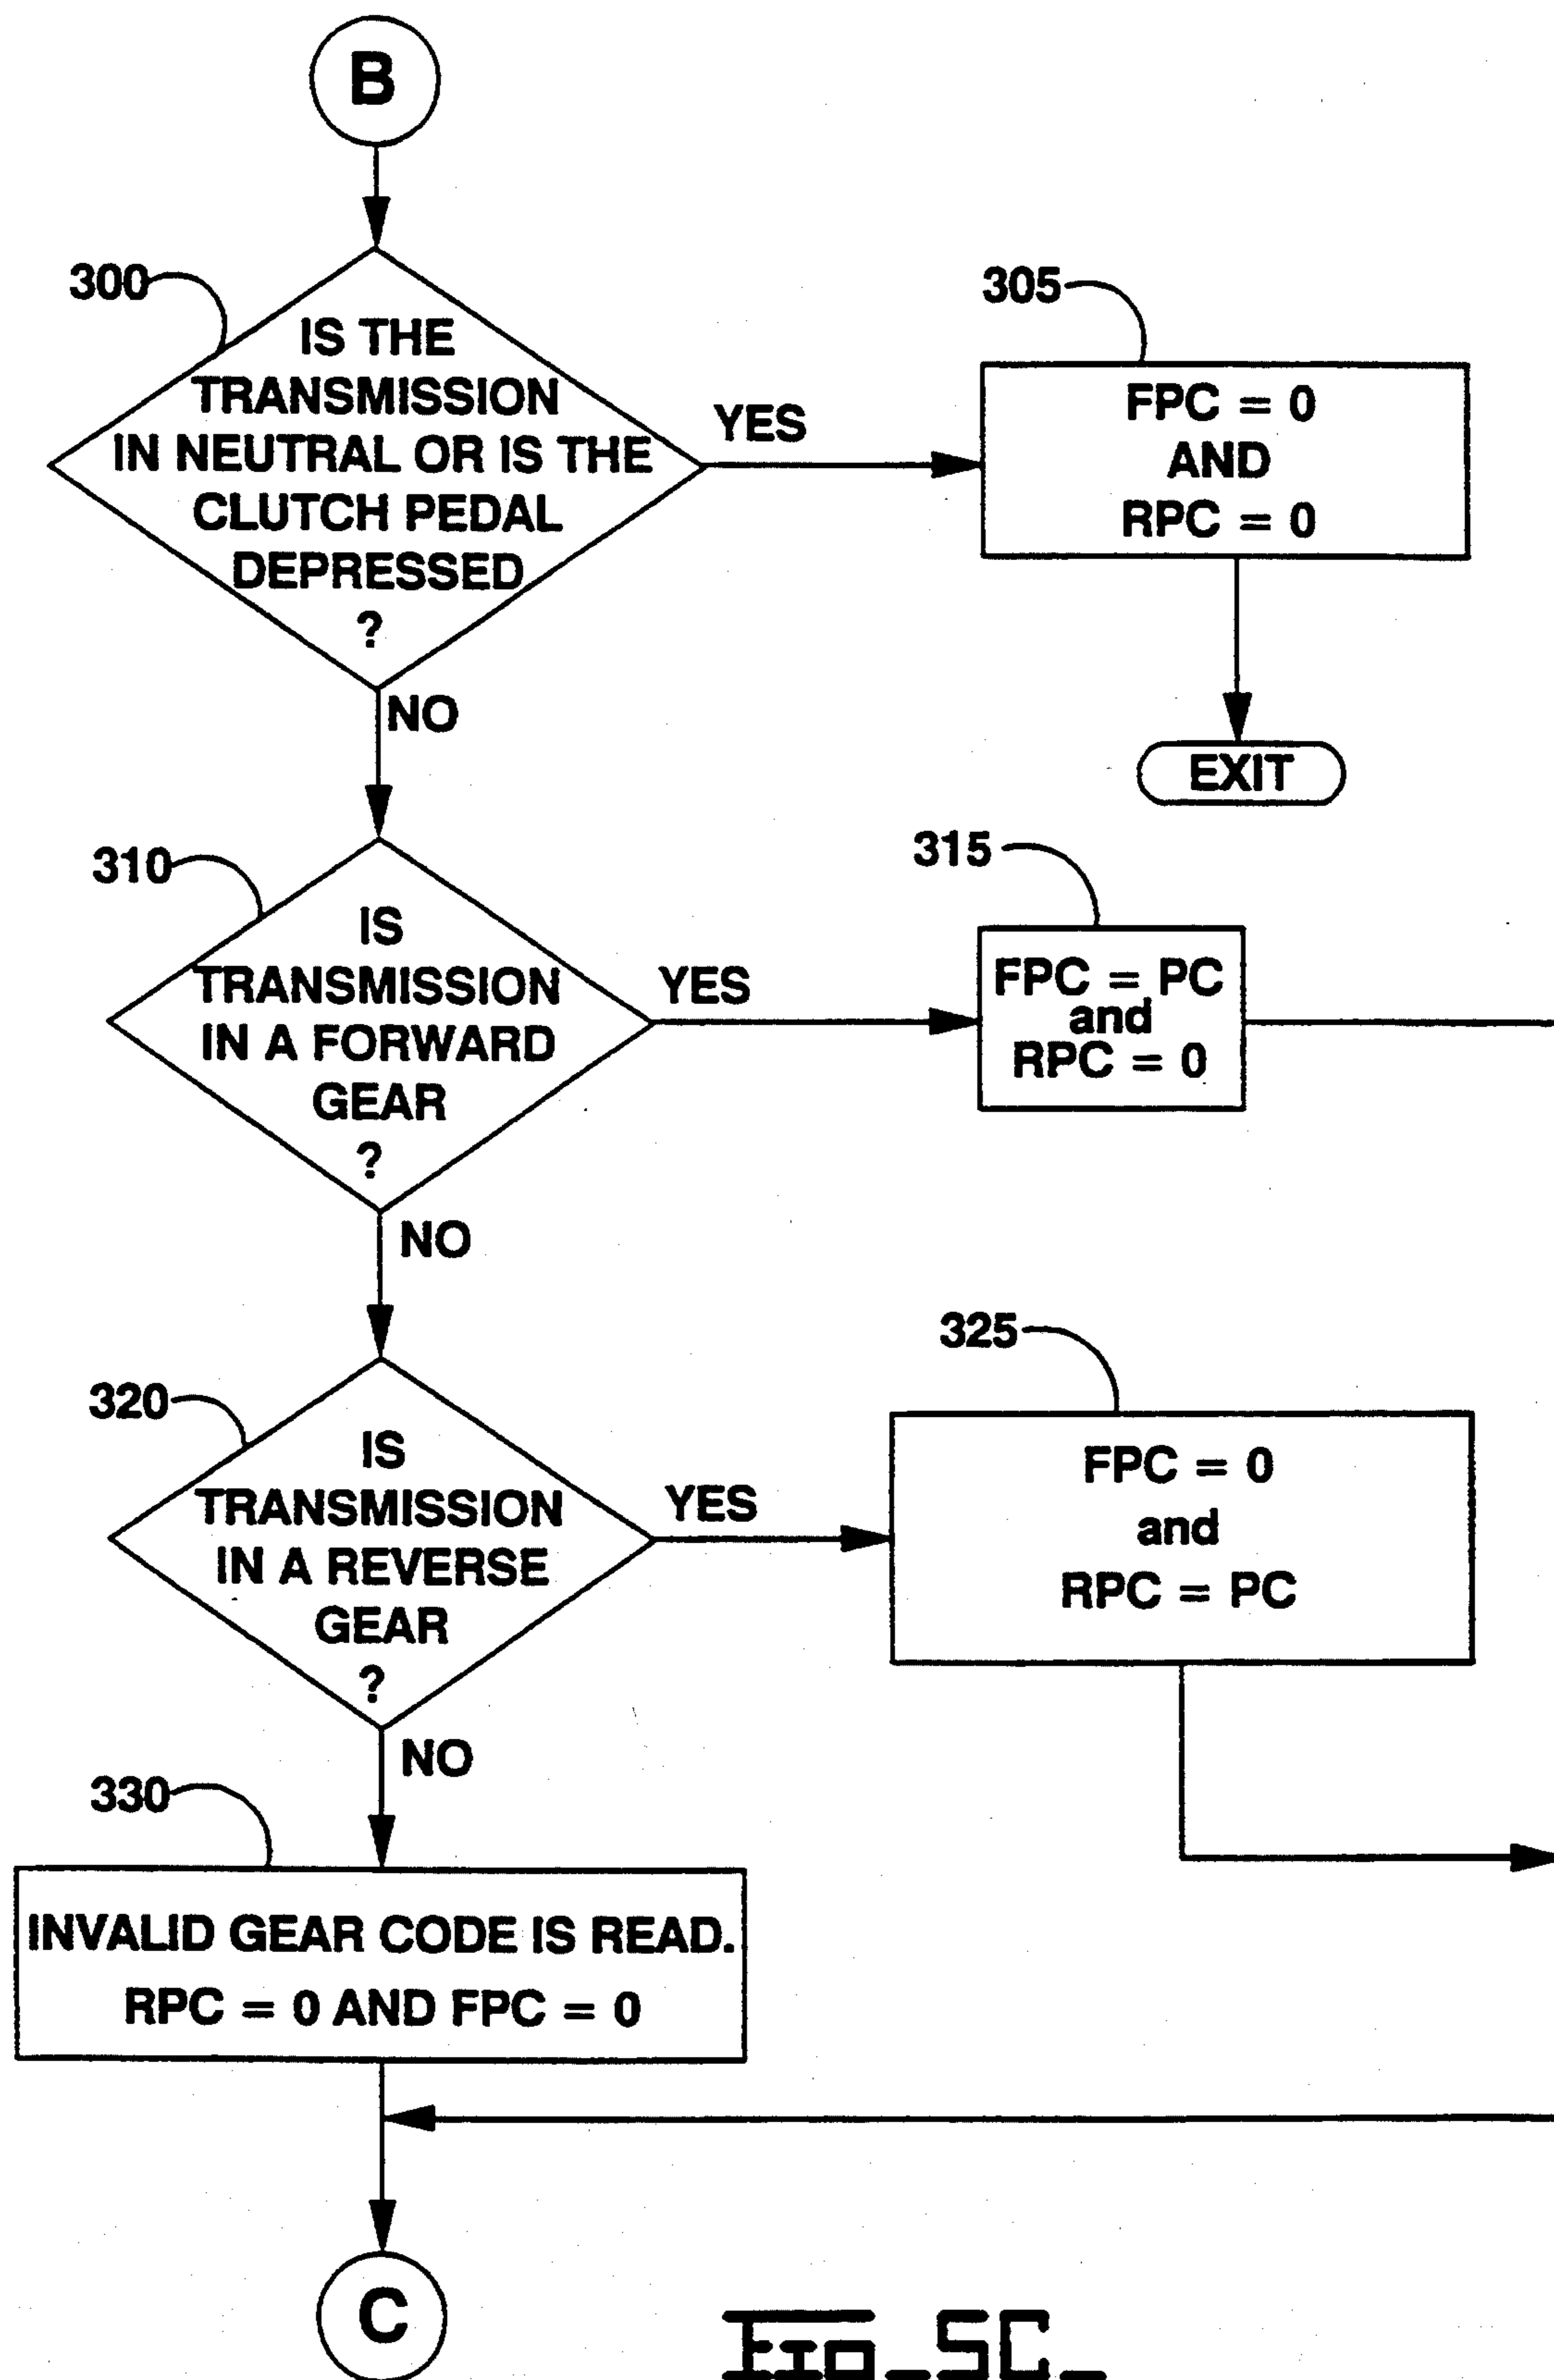 B
300
IS THE
TRANSMISSION
IN NEUTRAL OR IS THE
CLUTCH PEDAL
DEPRESSED
?
YES
305
FPC = 0
AND
RPC = 0
EXIT
NO
310
IS
TRANSMISSION
IN A FORWARD
GEAR
?
YES
315
FPC = PC
and
RPC = 0
NO
320
IS
TRANSMISSION
IN A REVERSE
GEAR
?
YES
325
FPC = 0
and
RPC = PC
NO
330
INVALID GEAR CODE IS READ.
RPC = 0 AND FPC = 0
C
FIG_5C_